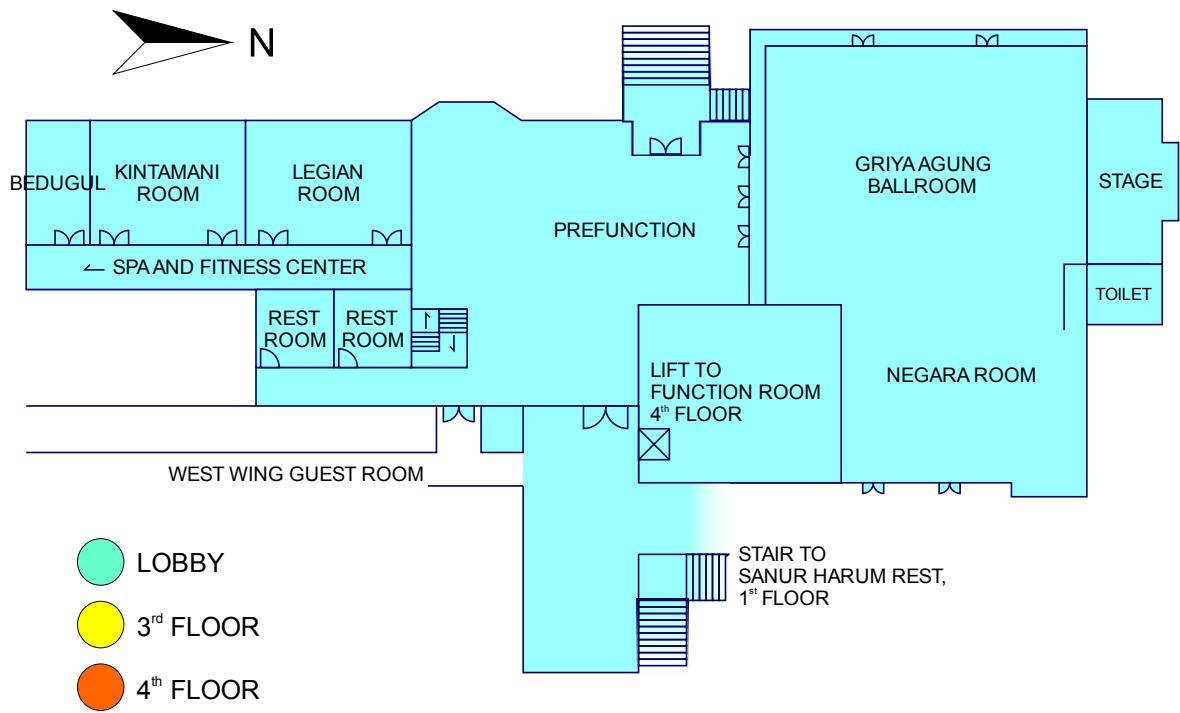 N
BEDUGUL
KINTAMANI
ROOM
LEGIAN
ROOM
PREFUNCTION
GRIYA AGUNG
BALLROOM
STAGE
SPA AND FITNESS CENTER
TOILET
REST
ROOM
REST
ROOM
LIFT TO
FUNCTION ROOM
4th FLOOR
NEGARA ROOM
WEST WING GUEST ROOM
STAIR TO
SANUR HARUM REST,
1st FLOOR
LOBBY
3rd FLOOR
4th FLOOR